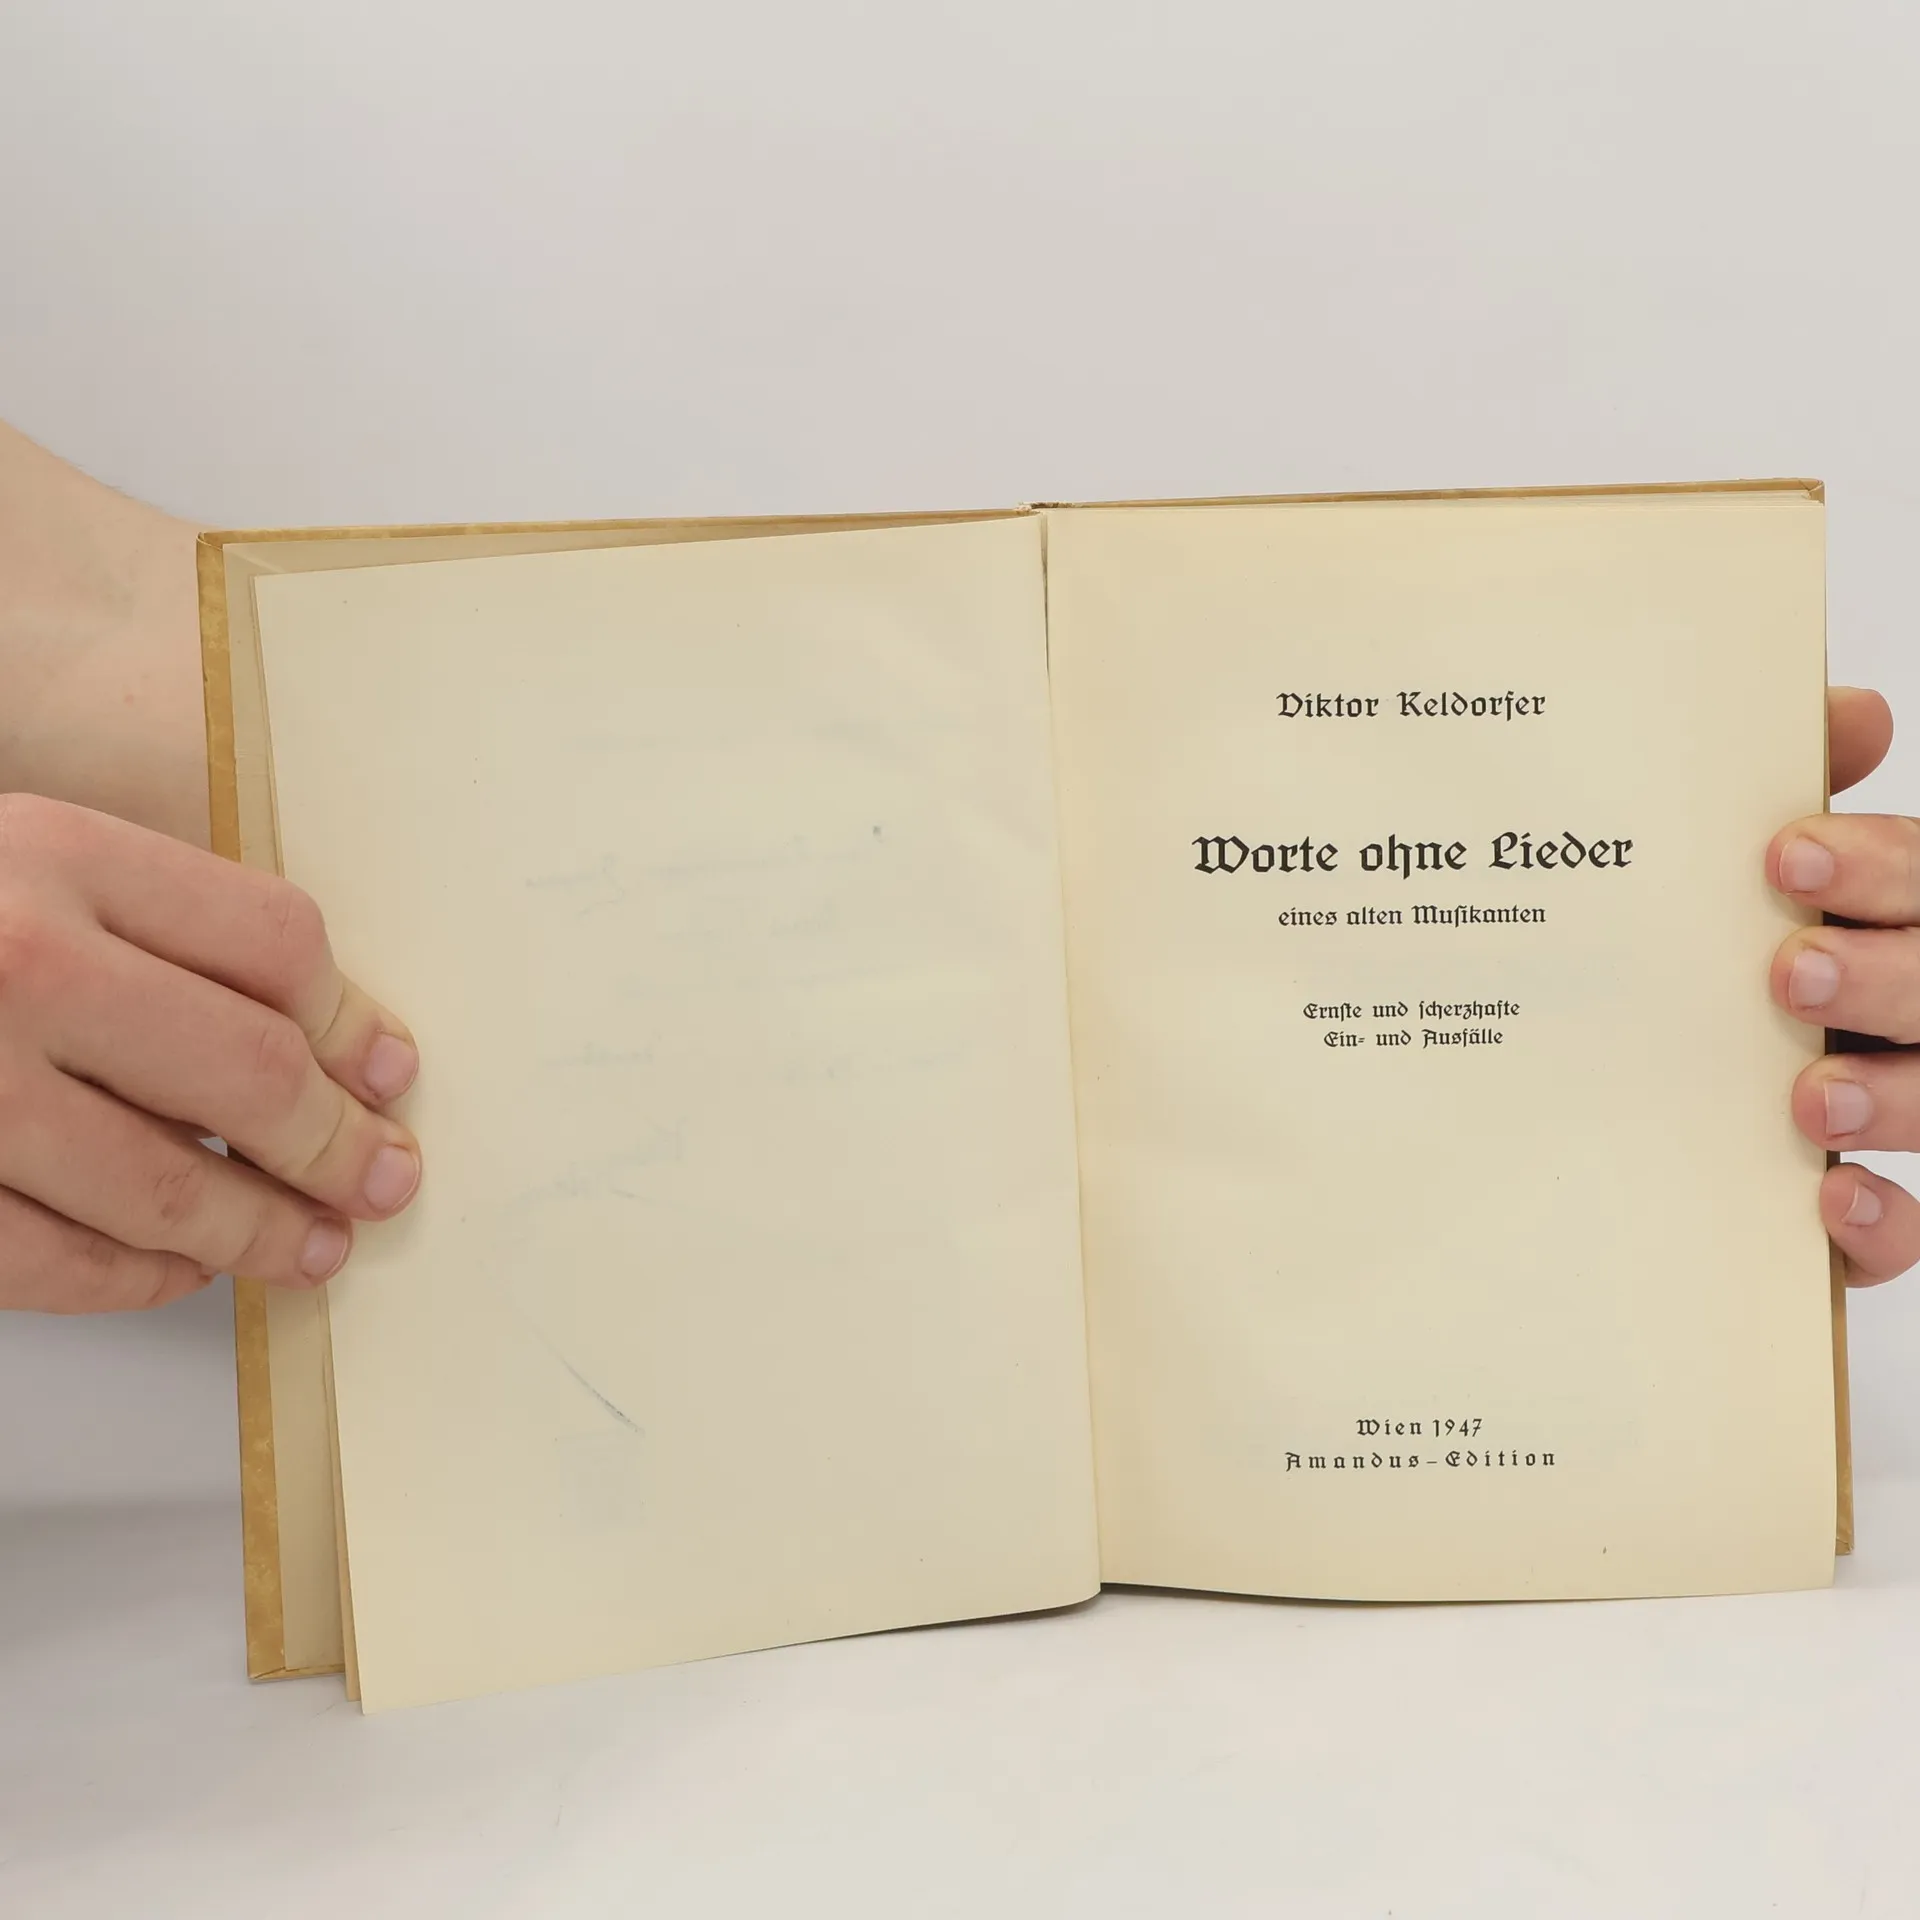 Viktor Keldorfer
Worte ohne Lieder
eines alten Muſikanten
Ernſte und ſcherzhafte
Ein- und Ausfälle
Wien 1947
Amandus-Edition